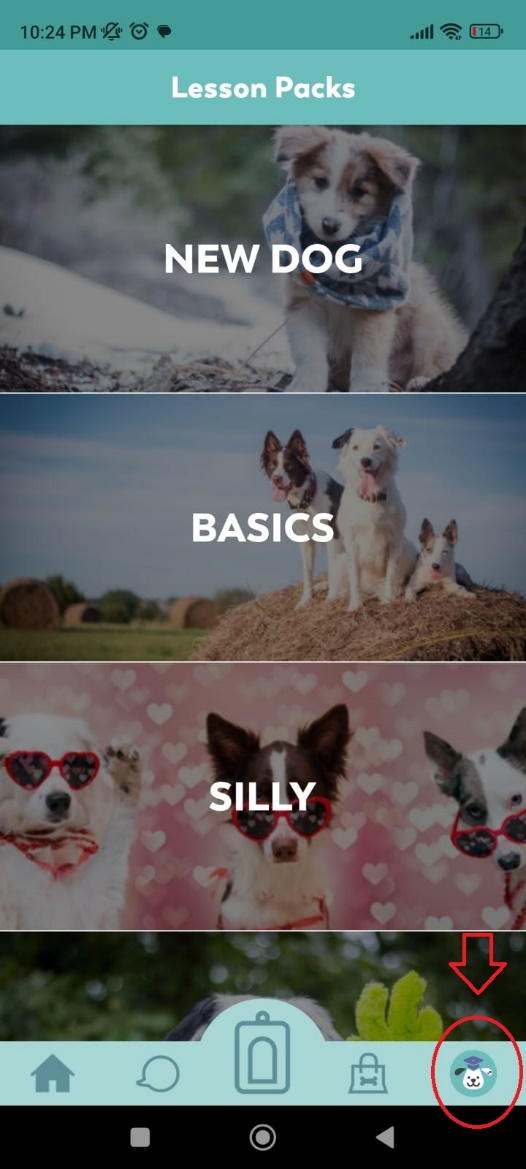 10:24 PM
14
Lesson Packs
NEW DOG
BASICS
SILLY